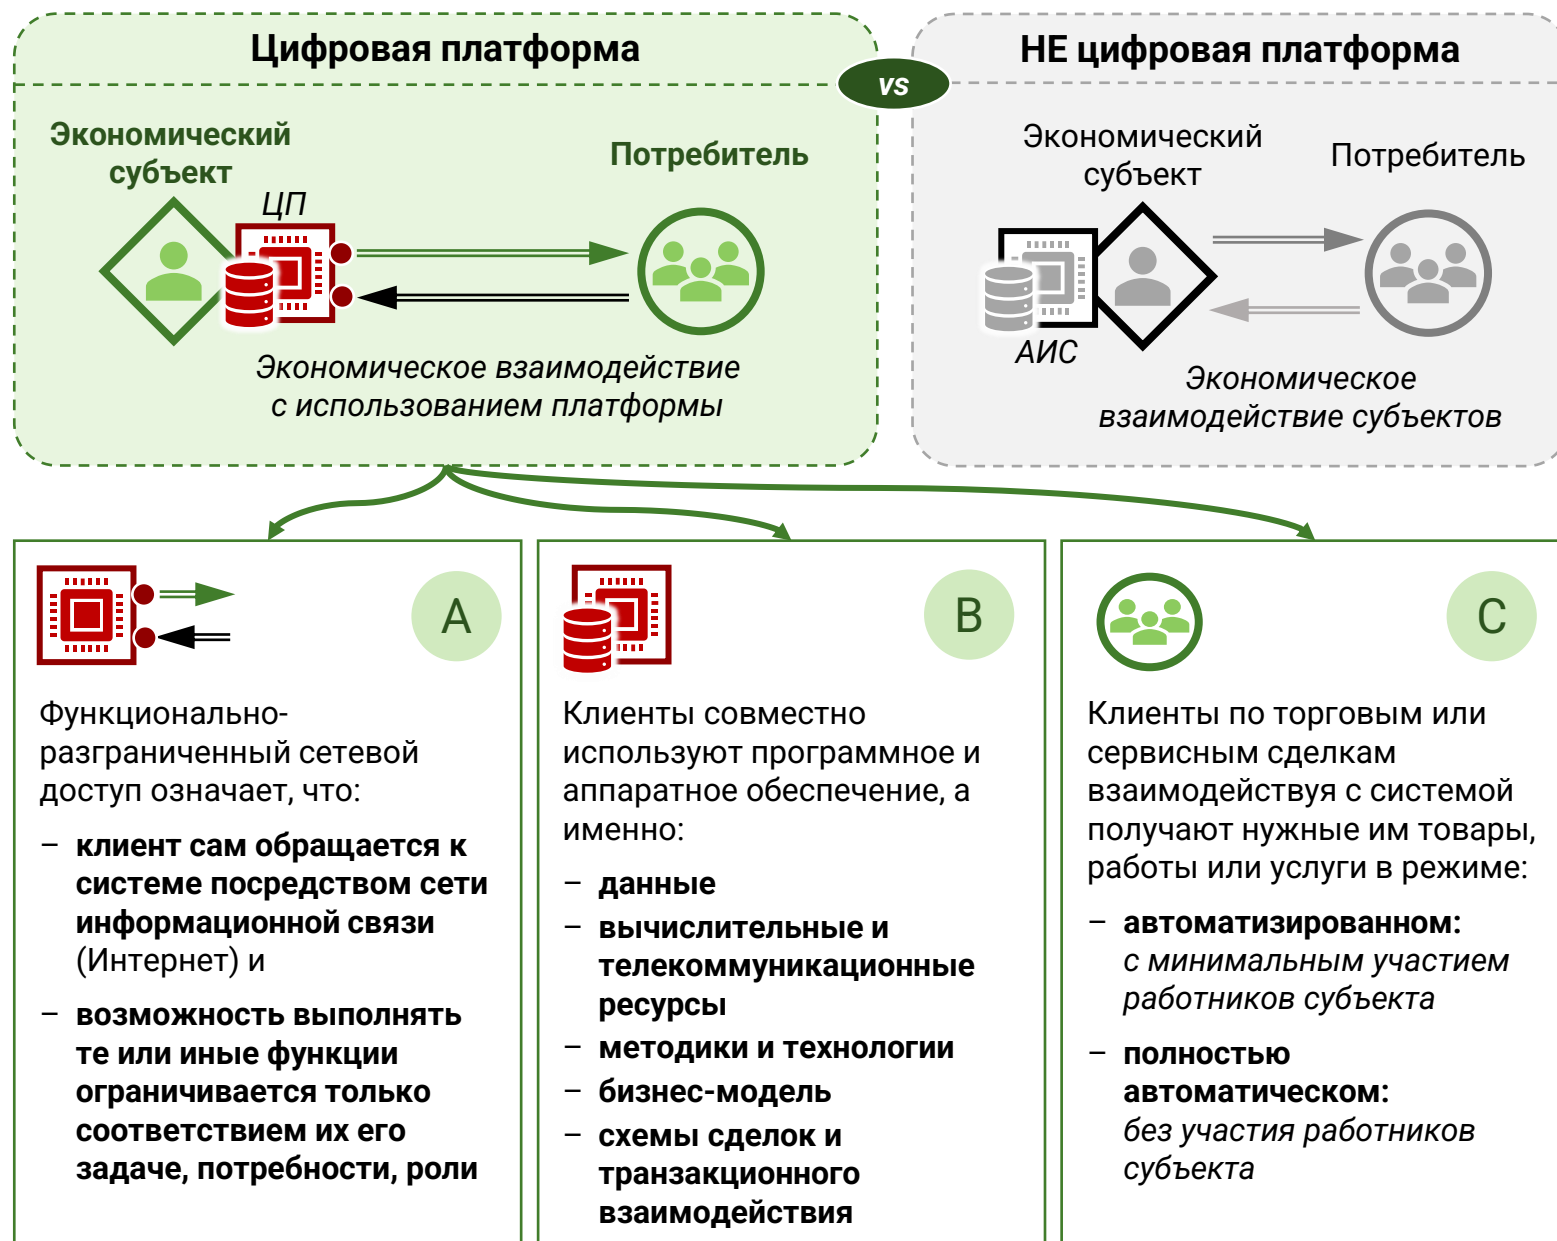 Цифровая платформа
vs
НЕ цифровая платформа
Экономический
субъект
Потребитель
ЦП
Экономическое взаимодействие
с использованием платформы
Экономический
субъект
Потребитель
АИС
Экономическое
взаимодействие субъектов
A
Функционально-
разграниченный сетевой
доступ означает, что:
– клиент сам обращается к
системе посредством сети
информационной связи
(Интернет) и
– возможность выполнять
те или иные функции
ограничивается только
соответствием их его
задаче, потребности, роли
B
Клиенты совместно
используют программное и
аппаратное обеспечение, а
именно:
– данные
– вычислительные и
телекоммуникационные
ресурсы
– методики и технологии
– бизнес-модель
– схемы сделок и
транзакционного
взаимодействия
C
Клиенты по торговым или
сервисным сделкам
взаимодействуя с системой
получают нужные им товары,
работы или услуги в режиме:
– автоматизированном:
с минимальным участием
работников субъекта
– полностью
автоматическом:
без участия работников
субъекта